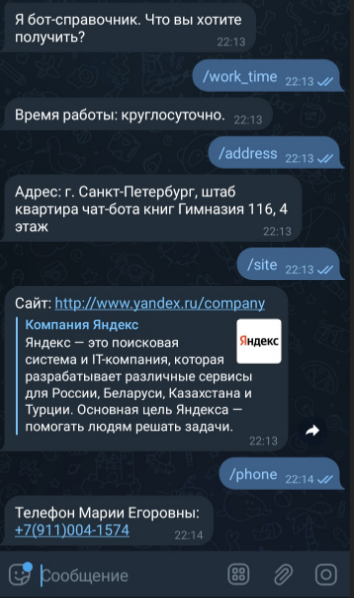 Я бот-справочник. Что вы хотите
получить?
22:13
/work_time 22:13
Время работы: круглосуточно. 22:13
/address 22:13
Адрес: г. Санкт-Петербург, штаб
квартира чат-бота книг Гимназия 116, 4
этаж
22:13
/site 22:13
Сайт: http://www.yandex.ru/company
Компания Яндекс
Яндекс — это поисковая
система и IT-компания, которая
разрабатывает различные сервисы
для России, Беларуси, Казахстана и
Турции. Основная цель Яндекса —
помогать людям решать задачи.
Яндекс
22:13
/phone 22:14
Телефон Марии Егоровны:
+7(911)004-1574
22:14
Сообщение